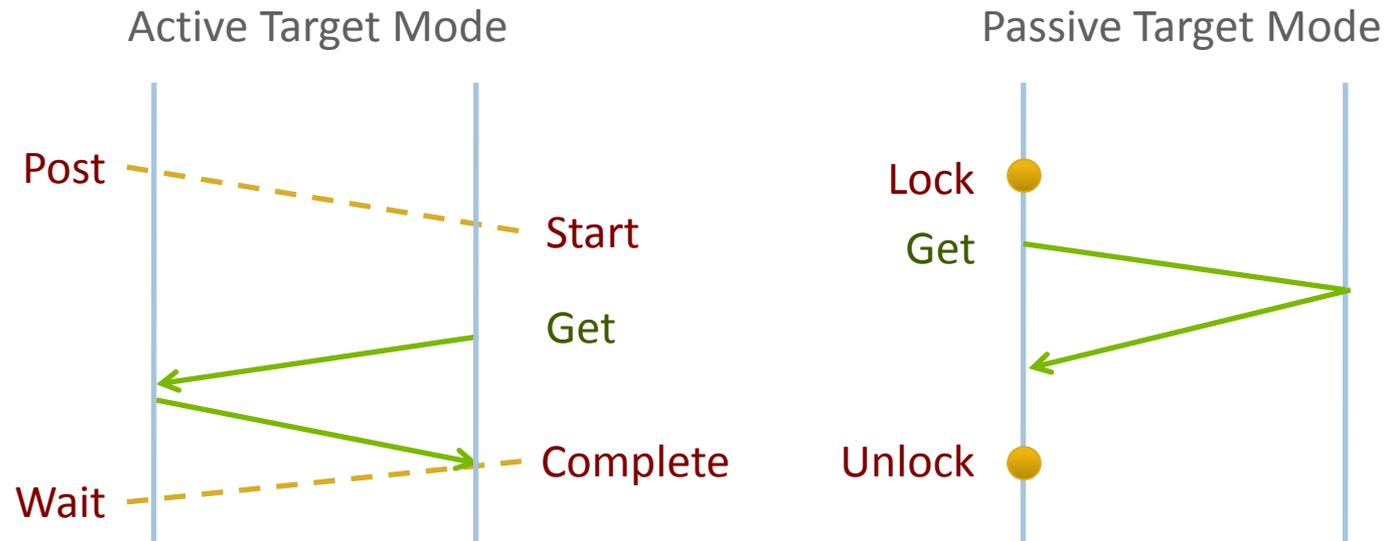 Active Target Mode
Post
Start
Get
Complete
Wait
Passive Target Mode
Lock
Get
Unlock